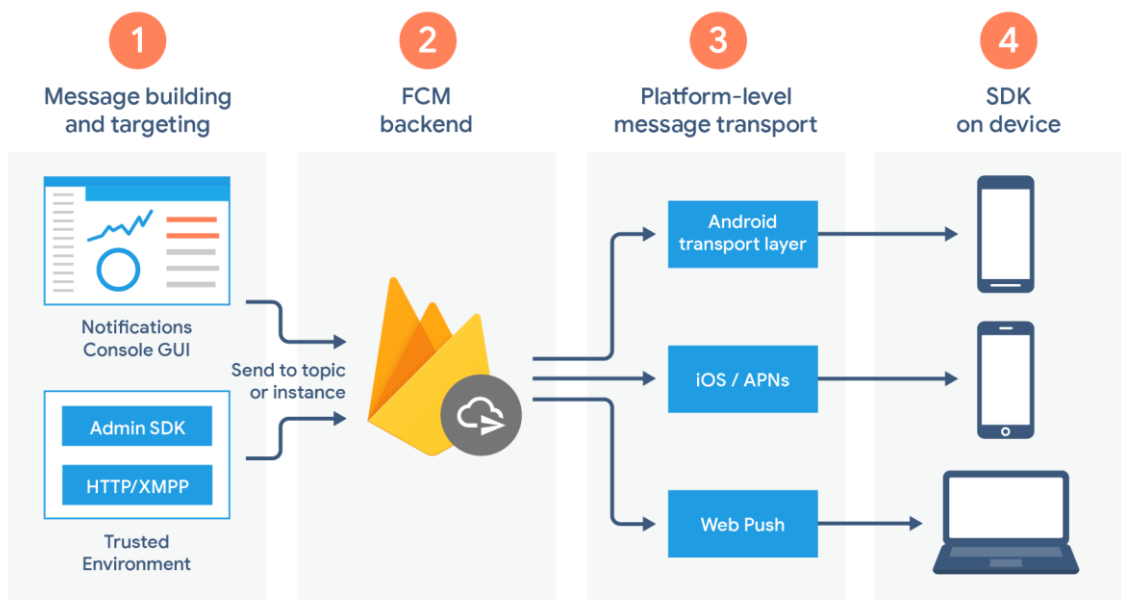 1
Message building
and targeting
2
FCM
backend
3
Platform-level
message transport
4
SDK
on device
Notifications
Console GUI
Send to topic
or instance
Admin SDK
HTTP/XMPP
Trusted
Environment
Android
transport layer
iOS / APNs
Web Push